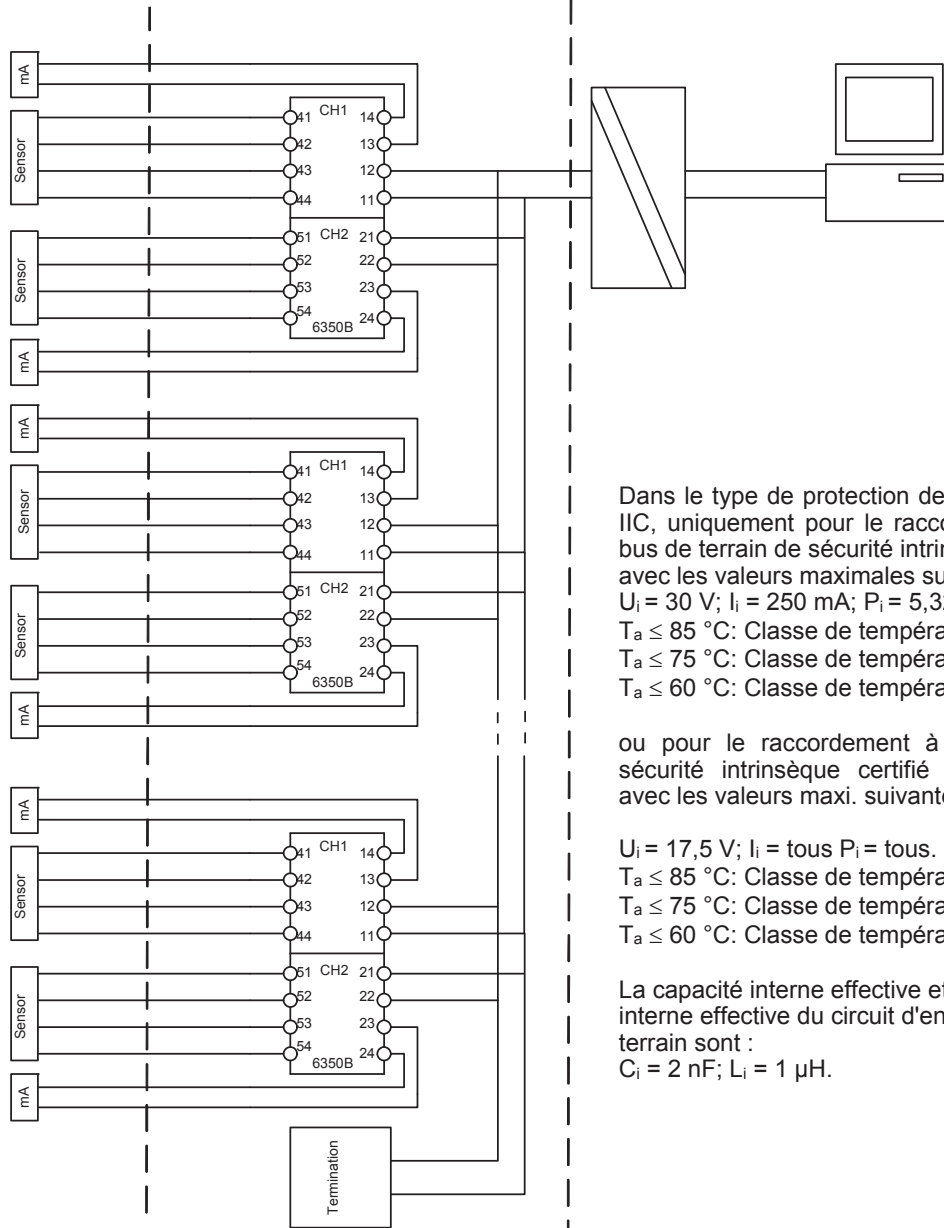 mA
Sensor
Sensor
mA
41 CH1 14
42 13
43 12
44 11
51 CH2 21
52 22
53 23
54 24
6350B
mA
Sensor
Sensor
mA
41 CH1 14
42 13
43 12
44 11
51 CH2 21
52 22
53 23
54 24
6350B
mA
Sensor
Sensor
mA
41 CH1 14
42 13
43 12
44 11
51 CH2 21
52 22
53 23
54 24
6350B
Termination
Dans le type de protection de
IIC, uniquement pour le racco
bus de terrain de sécurité intrin
avec les valeurs maximales su
Ui = 30 V; Ii = 250 mA; Pi = 5,32
Ta ≤ 85 °C: Classe de tempéra
Ta ≤ 75 °C: Classe de tempéra
Ta ≤ 60 °C: Classe de tempéra
ou pour le raccordement à
sécurité intrinsèque certifié
avec les valeurs maxi. suivante
Ui = 17,5 V; Ii = tous Pi = tous.
Ta ≤ 85 °C: Classe de tempéra
Ta ≤ 75 °C: Classe de tempéra
Ta ≤ 60 °C: Classe de tempéra
La capacité interne effective et
interne effective du circuit d'en
terrain sont :
Ci = 2 nF; Li = 1 µH.